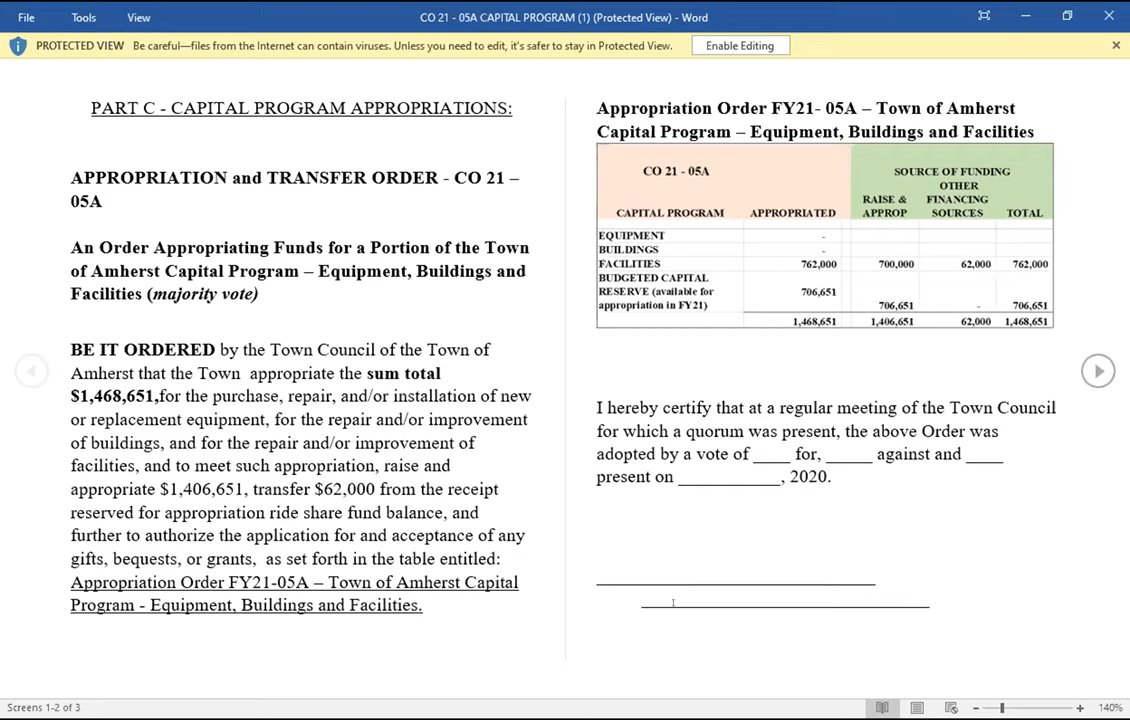 File Tools View CO 21 - 05A CAPITAL PROGRAM (1) (Protected View) - Word
PROTECTED VIEW Be careful—files from the Internet can contain viruses. Unless you need to edit, it's safer to stay in Protected View. Enable Editing
PART C - CAPITAL PROGRAM APPROPRIATIONS:
APPROPRIATION and TRANSFER ORDER - CO 21 –
05A
An Order Appropriating Funds for a Portion of the Town
of Amherst Capital Program – Equipment, Buildings and
Facilities (majority vote)
BE IT ORDERED by the Town Council of the Town of
Amherst that the Town appropriate the sum total
$1,468,651,for the purchase, repair, and/or installation of new
or replacement equipment, for the repair and/or improvement
of buildings, and for the repair and/or improvement of
facilities, and to meet such appropriation, raise and
appropriate $1,406,651, transfer $62,000 from the receipt
reserved for appropriation ride share fund balance, and
further to authorize the application for and acceptance of any
gifts, bequests, or grants, as set forth in the table entitled:
Appropriation Order FY21-05A – Town of Amherst Capital
Program - Equipment, Buildings and Facilities.
Appropriation Order FY21- 05A – Town of Amherst
Capital Program – Equipment, Buildings and Facilities
CO 21 - 05A SOURCE OF FUNDING
OTHER
RAISE & FINANCING
CAPITAL PROGRAM APPROPRIATED APPROP SOURCES TOTAL
EQUIPMENT -
BUILDINGS -
FACILITIES 762,000 700,000 62,000 762,000
BUDGETED CAPITAL
RESERVE (available for 706,651
appropriation in FY21) 706,651 - 706,651
1,468,651 1,406,651 62,000 1,468,651
I hereby certify that at a regular meeting of the Town Council
for which a quorum was present, the above Order was
adopted by a vote of ____ for, _____ against and ____
present on ___________, 2020.
Screens 1-2 of 3 140%